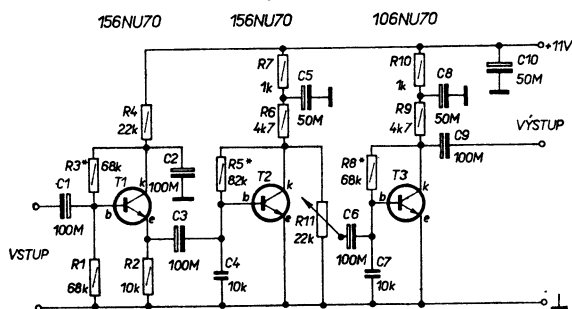 156NU70
156NU70
106NU70
R7
1k
C5
50M
R10
1k
C8
50M
+11V
C10
50M
R4
22k
R6
4k7
R9
4k7
C9
100M
VÝSTUP
R3*
68k
C2
100M
R5*
82k
R8*
68k
C1
100M
T1
k
b
e
T2
k
b
e
T3
k
b
e
C3
100M
R11
22k
C6
100M
VSTUP
R1
68k
R2
10k
C4
10k
C7
10k